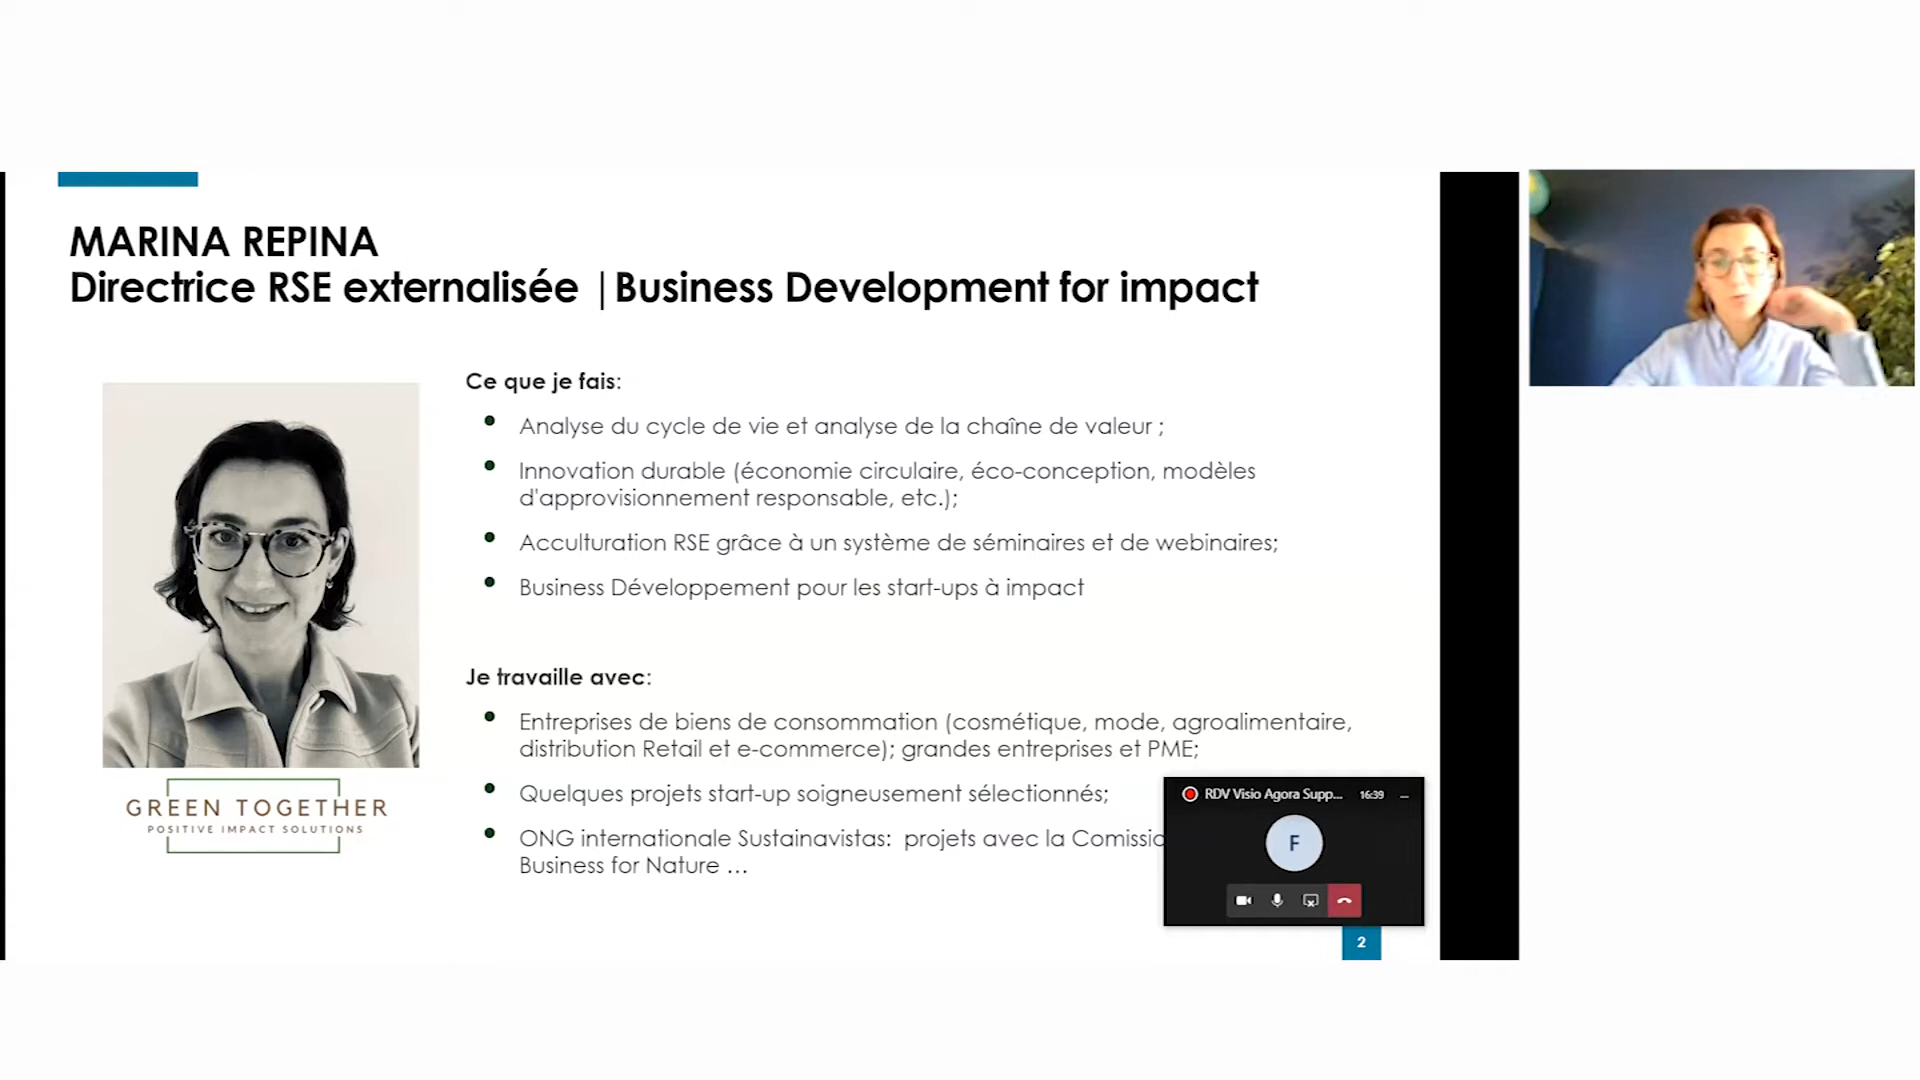 MARINA REPINA
Directrice RSE externalisée |Business Development for impact
Ce que je fais:
Analyse du cycle de vie et analyse de la chaîne de valeur ;
Innovation durable (économie circulaire, éco-conception, modèles
d'approvisionnement responsable, etc.);
Acculturation RSE grâce à un système de séminaires et de webinaires;
Business Développement pour les start-ups à impact
Je travaille avec:
Entreprises de biens de consommation (cosmétique, mode, agroalimentaire,
distribution Retail et e-commerce); grandes entreprises et PME;
Quelques projets start-up soigneusement sélectionnés;
ONG internationale Sustainavistas:  projets avec la
Business for Nature ...
GREEN TOGETHER
POSITIVE IMPACT SOLUTIONS
RDV Visio Agora Supp... 16:39
F
2